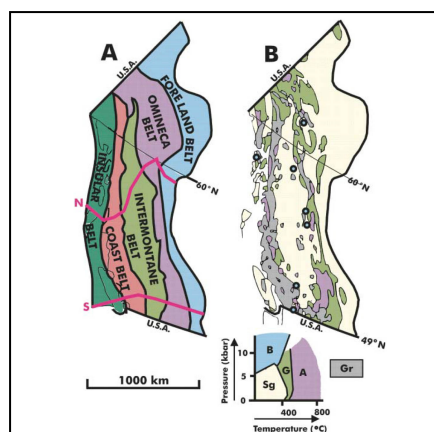 A
B
U.S.A.
U.S.A.
FORE LAND BELT
OMINECA
BELT
INSULAR
BELT
COAST BELT
INTERMONTANE
BELT
60°N
60°N
N
S
U.S.A.
U.S.A.
49°N
1000 km
Pressure (kbar)
10
5
0
B
G
A
Sg
Gr
400
800
Temperature (°C)